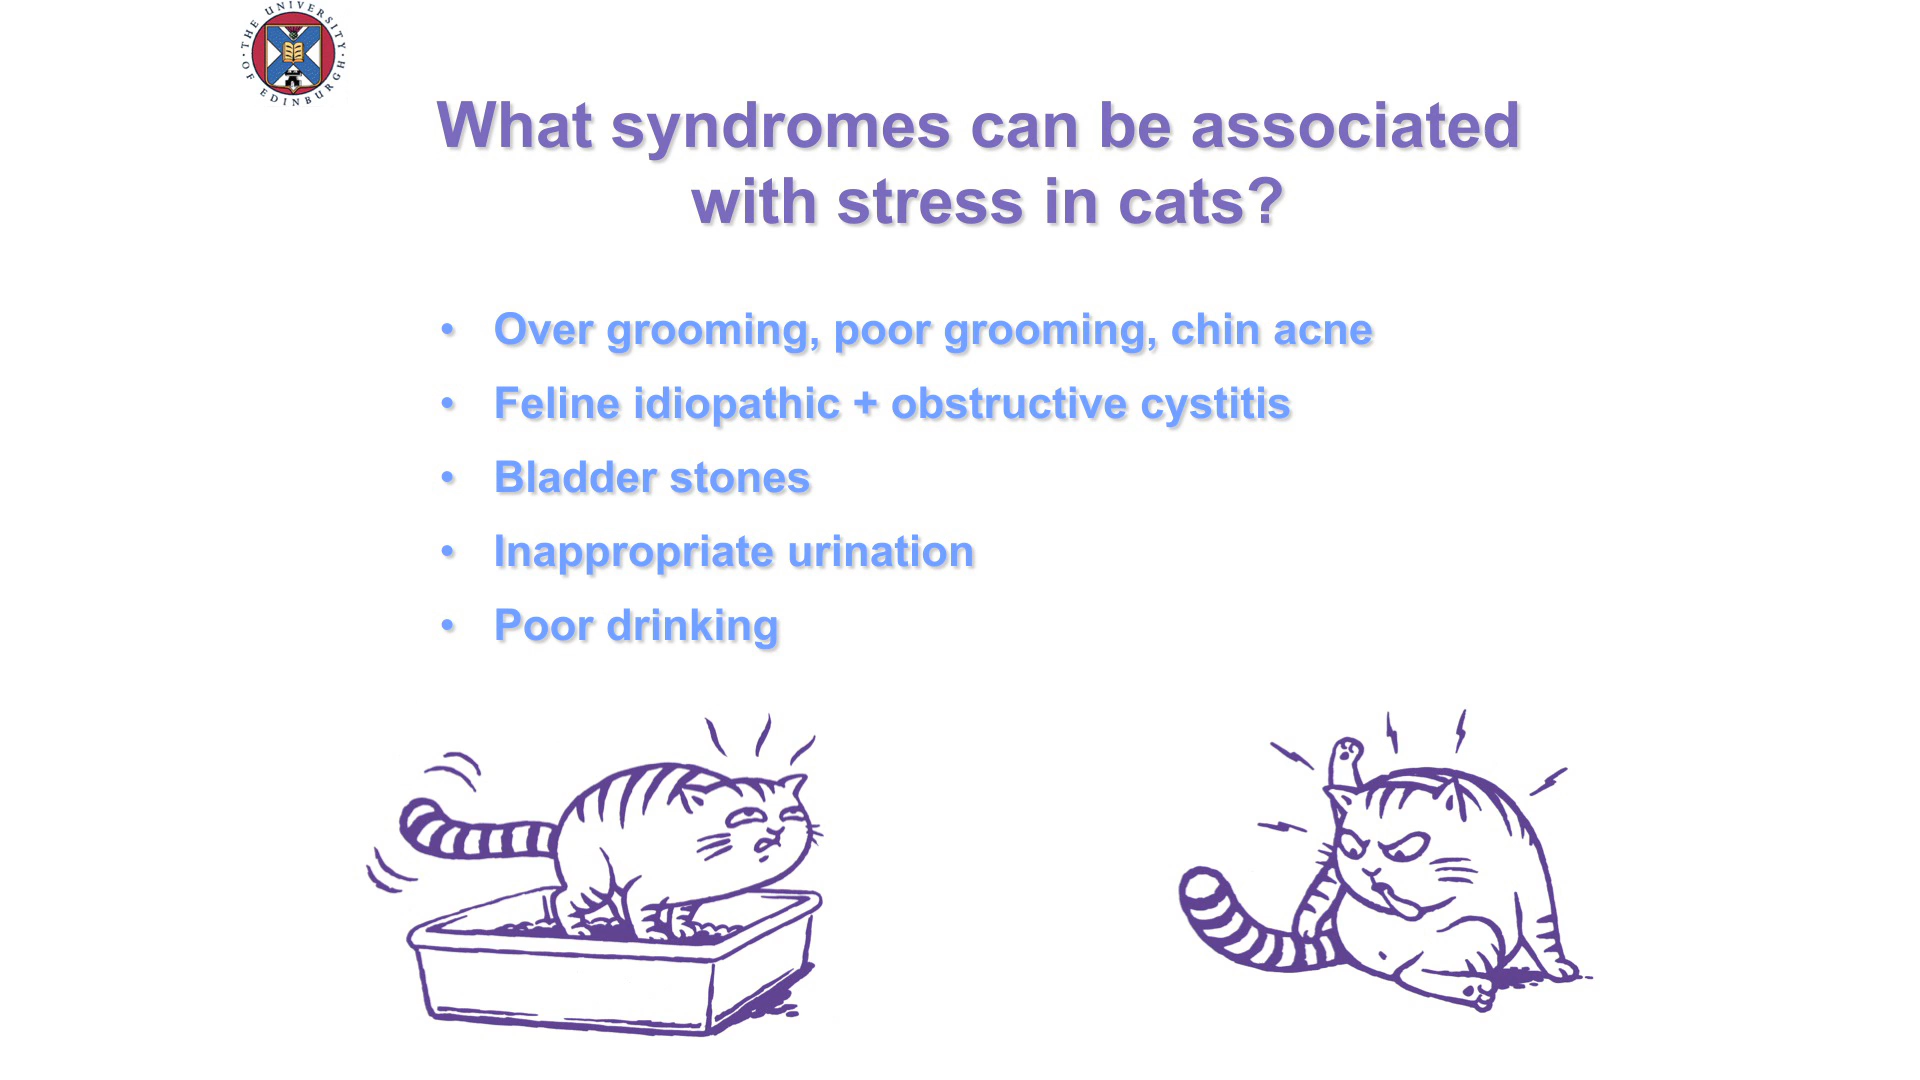 THE UNIVERSITY OF EDINBURGH
What syndromes can be associated
with stress in cats?
• Over grooming, poor grooming, chin acne
• Feline idiopathic + obstructive cystitis
• Bladder stones
• Inappropriate urination
• Poor drinking